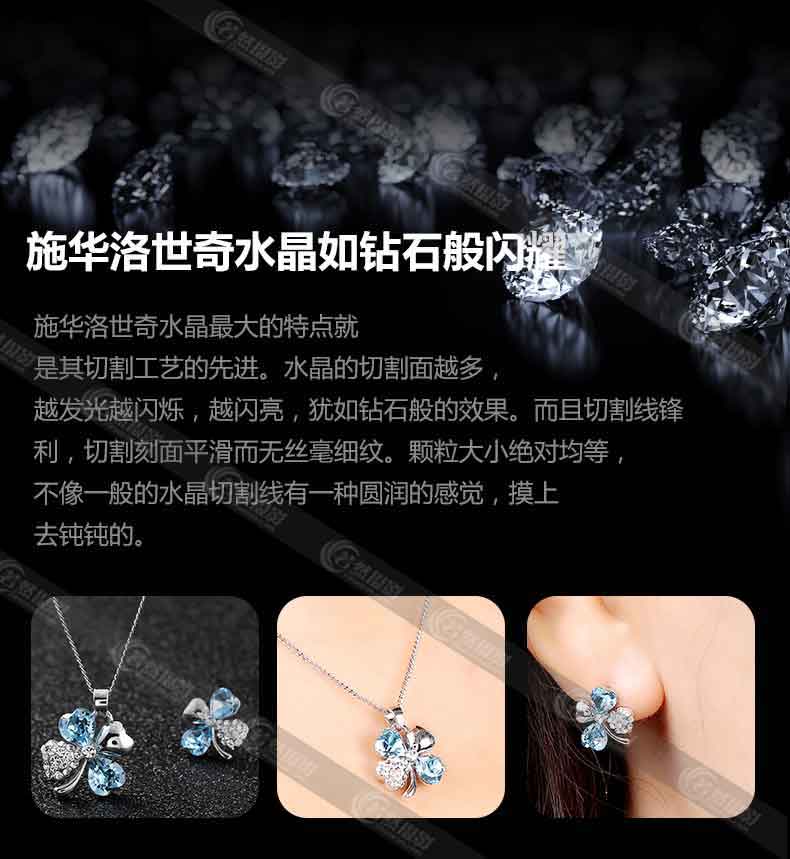 施华洛世奇水晶如钻石般闪耀
施华洛世奇水晶最大的特点就
是其切割工艺的先进。水晶的切割面越多，
越发光越闪烁，越闪亮，犹如钻石般的效果。而且切割线锋
利，切割刻面平滑而无丝毫细纹。颗粒大小绝对均等，
不像一般的水晶切割线有一种圆润的感觉，摸上
去钝钝的。